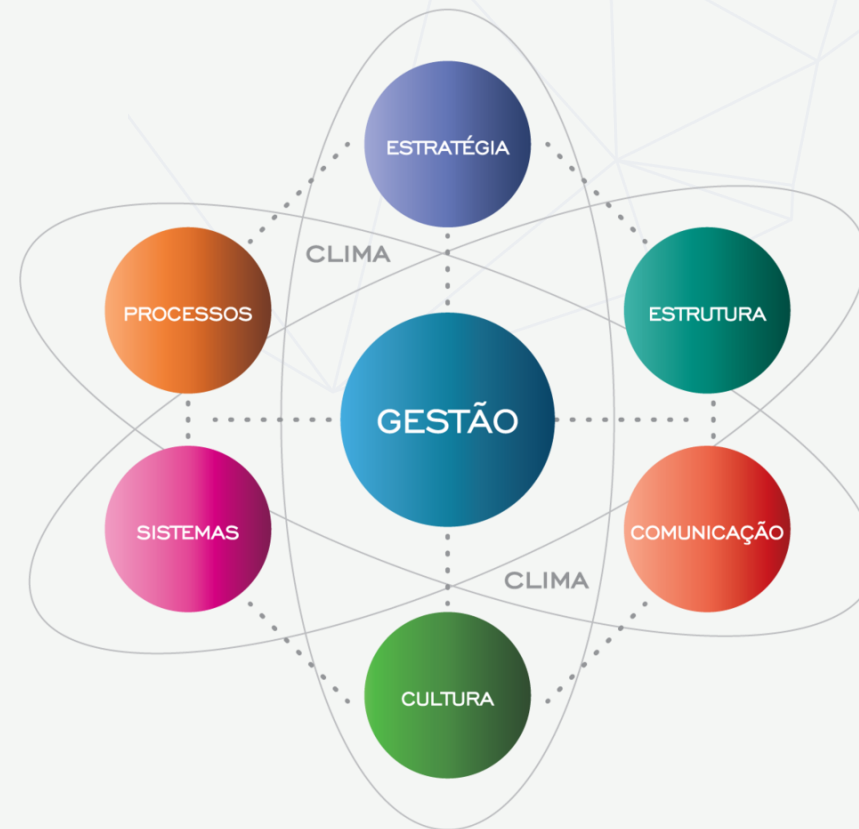 ESTRATÉGIA
CLIMA
PROCESSOS
ESTRUTURA
GESTÃO
SISTEMAS
COMUNICAÇÃO
CLIMA
CULTURA